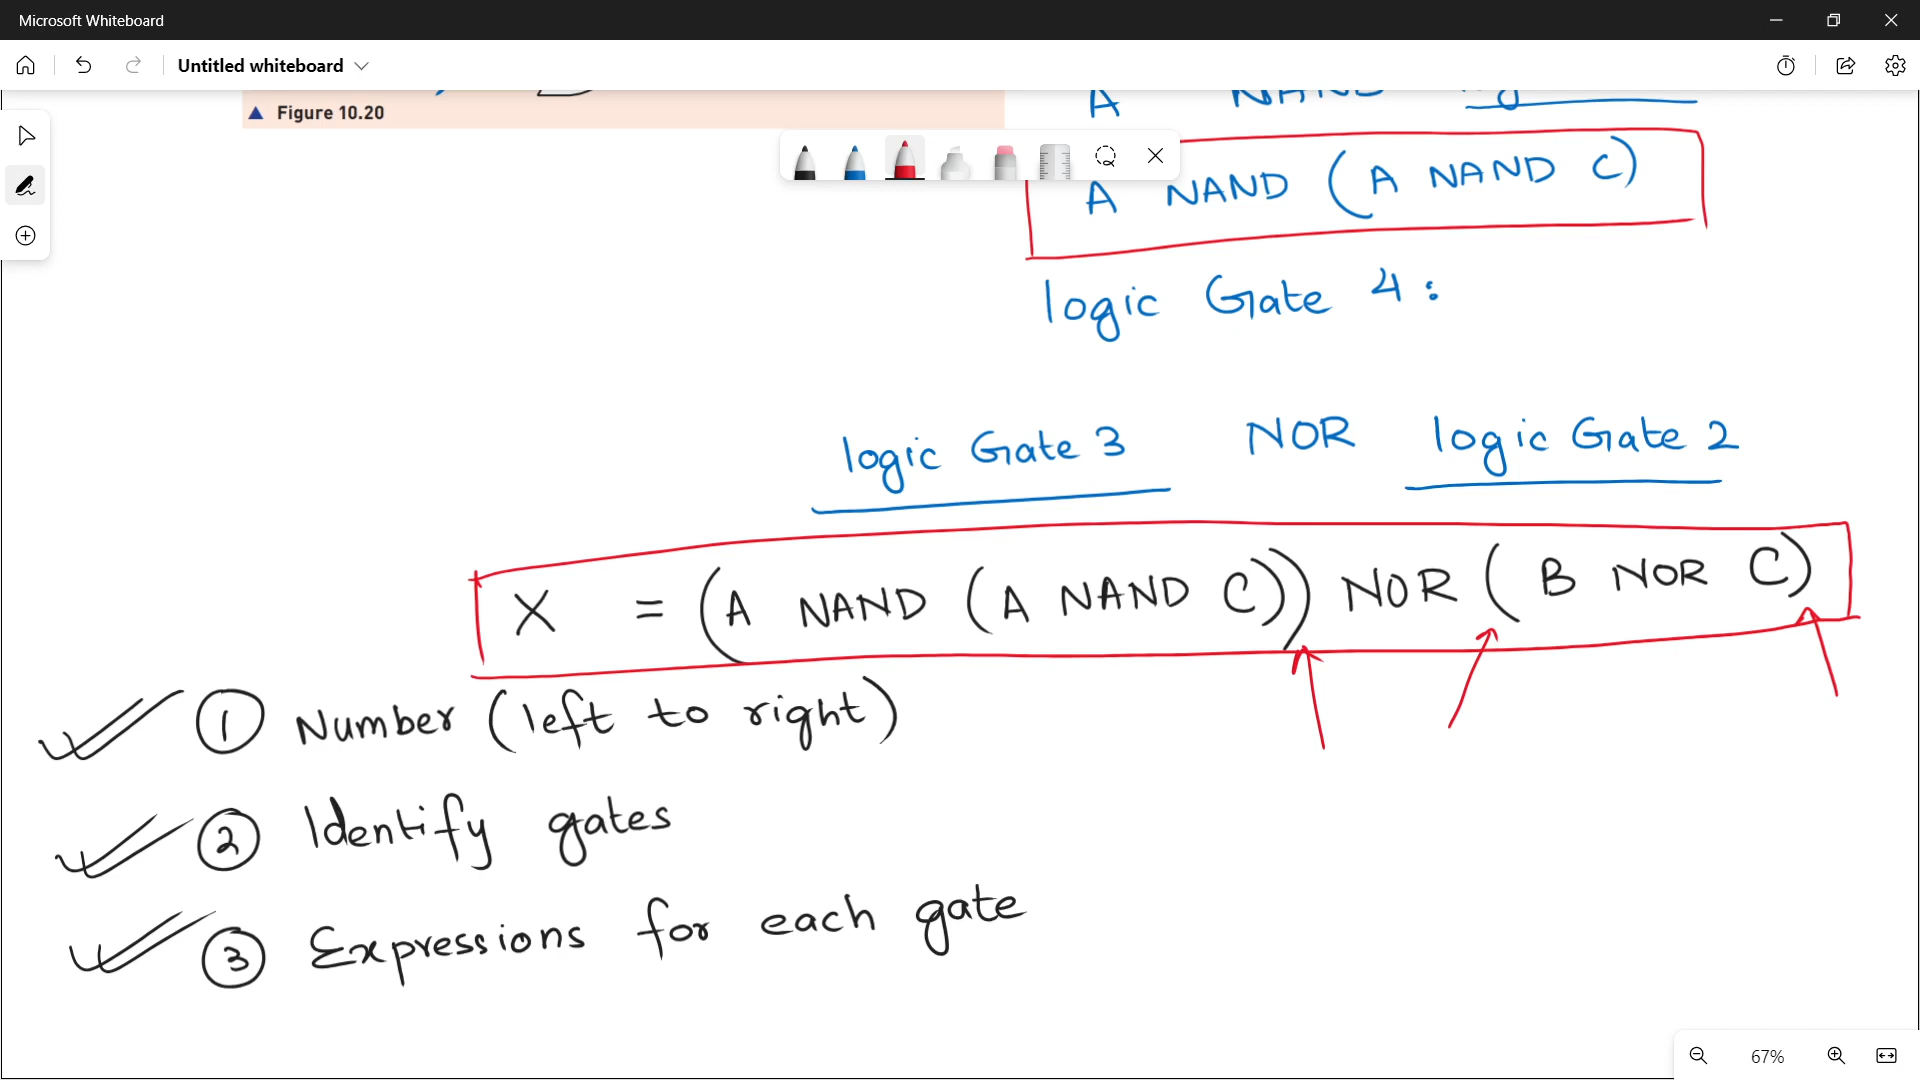 Microsoft Whiteboard
Untitled whiteboard
Figure 10.20
A NAND
A NAND (A NAND C)
logic Gate 4:
logic Gate 3 NOR logic Gate 2
X = (A NAND (A NAND C)) NOR (B NOR C)
1 Number (left to right)
2 Identify gates
3 Expressions for each gate
67%